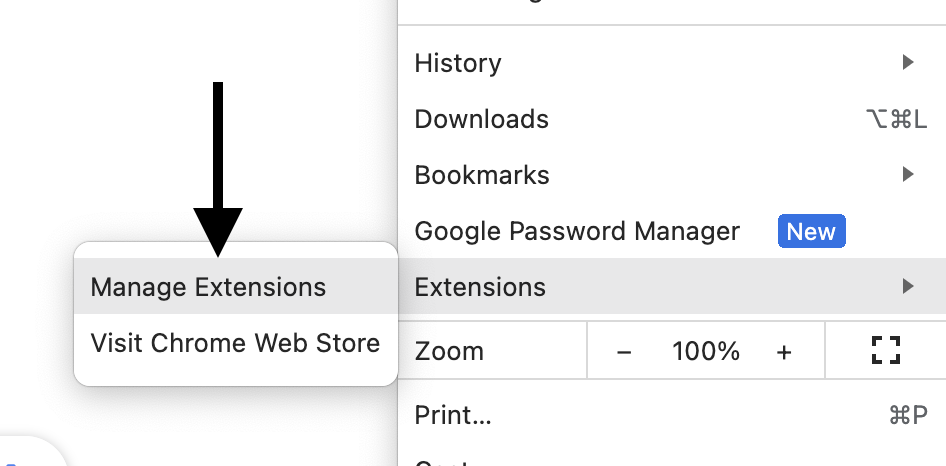 History
Downloads ⌥⌘L
Bookmarks
Google Password Manager New
Manage Extensions
Extensions
Visit Chrome Web Store
Zoom – 100% +
Print... ⌘P